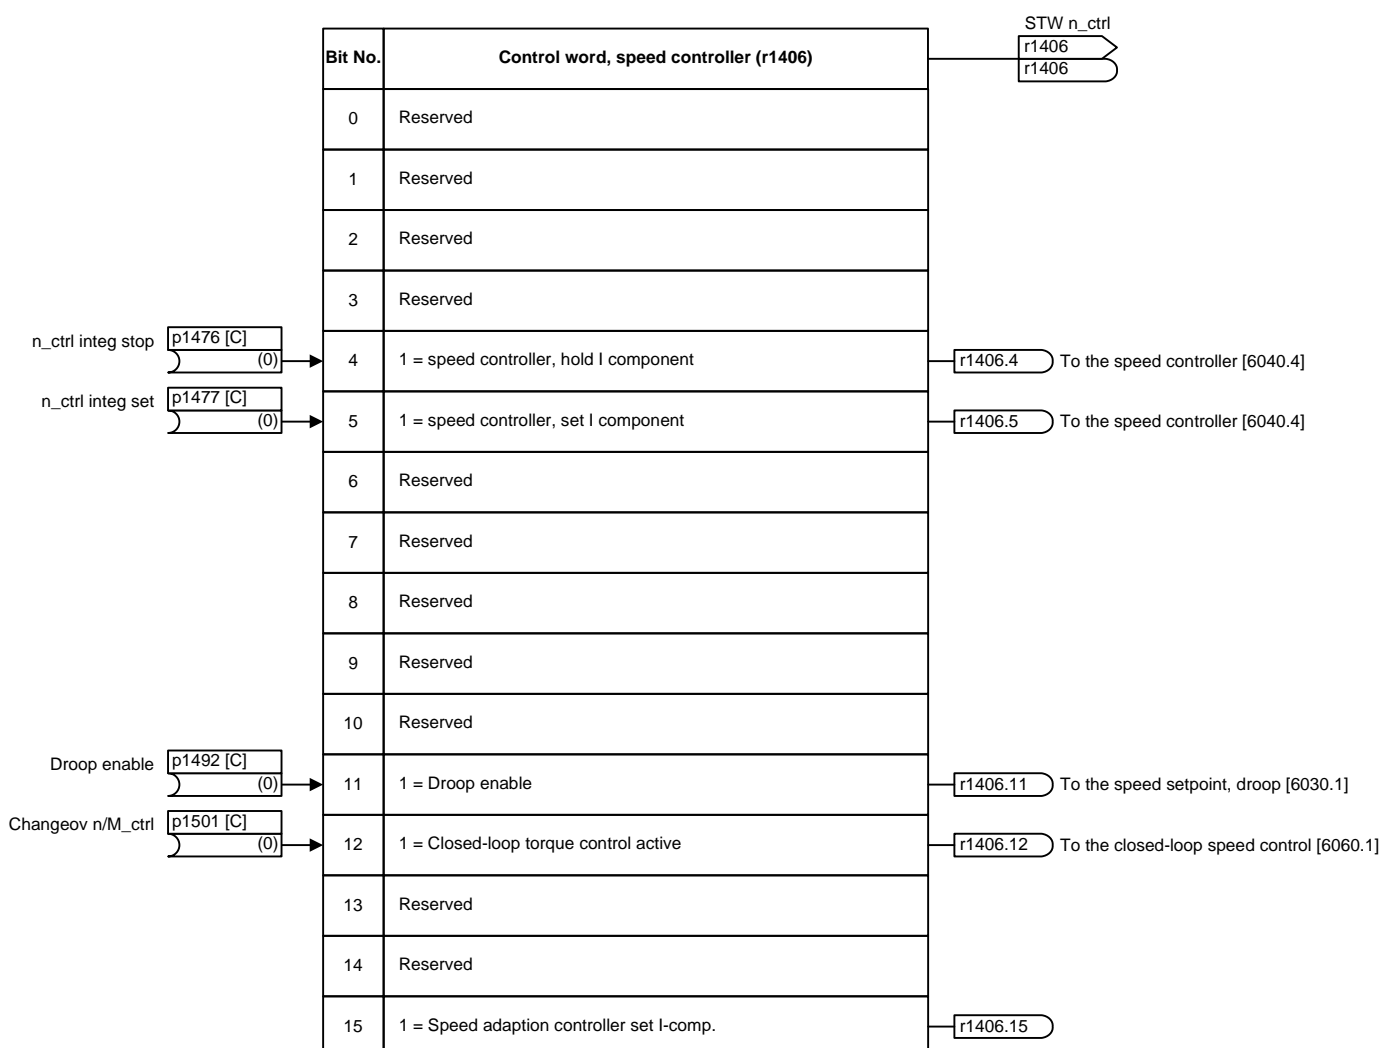 STW n_ctrl
r1406
r1406
Bit No. Control word, speed controller (r1406)
0 Reserved
1 Reserved
2 Reserved
3 Reserved
n_ctrl integ stop p1476 [C]
(0) 4 1 = speed controller, hold I component r1406.4 To the speed controller [6040.4]
n_ctrl integ set p1477 [C]
(0) 5 1 = speed controller, set I component r1406.5 To the speed controller [6040.4]
6 Reserved
7 Reserved
8 Reserved
9 Reserved
10 Reserved
Droop enable p1492 [C]
(0) 11 1 = Droop enable r1406.11 To the speed setpoint, droop [6030.1]
Changeov n/M_ctrl p1501 [C]
(0) 12 1 = Closed-loop torque control active r1406.12 To the closed-loop speed control [6060.1]
13 Reserved
14 Reserved
15 1 = Speed adaption controller set I-comp. r1406.15